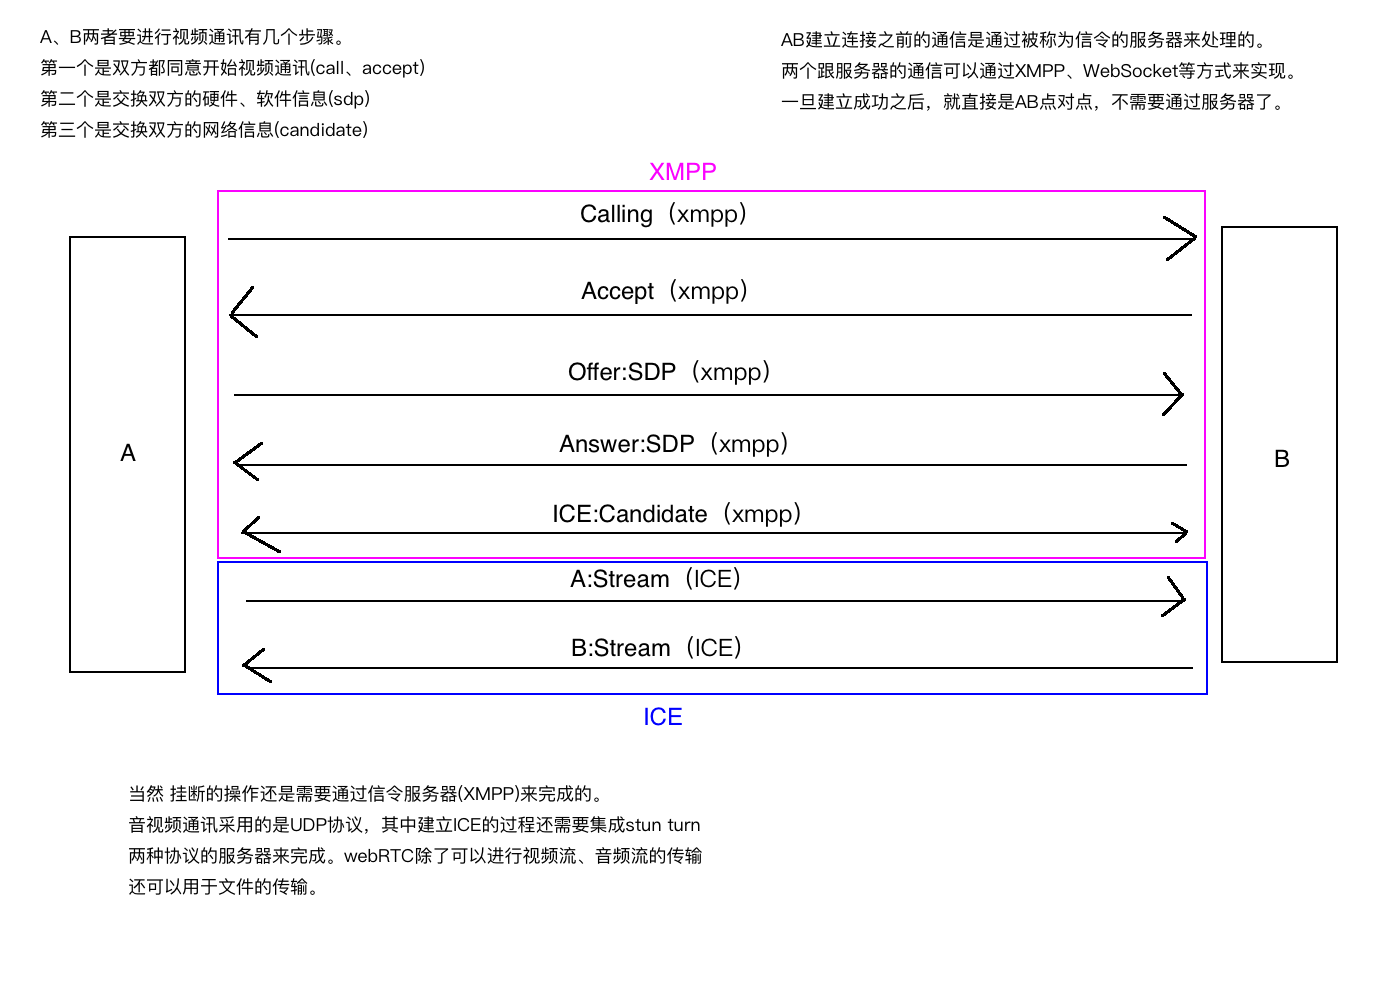 A、B两者要进行视频通讯有几个步骤。
第一个是双方都同意开始视频通讯(call、accept)
第二个是交换双方的硬件、软件信息(sdp)
第三个是交换双方的网络信息(candidate)
AB建立连接之前的通信是通过被称为信令的服务器来处理的。
两个跟服务器的通信可以通过XMPP、WebSocket等方式来实现。
一旦建立成功之后，就直接是AB点对点，不需要通过服务器了。
XMPP
Calling（xmpp）
Accept（xmpp）
Offer:SDP（xmpp）
Answer:SDP（xmpp）
A
B
ICE:Candidate（xmpp）
A:Stream（ICE）
B:Stream（ICE）
ICE
当然 挂断的操作还是需要通过信令服务器(XMPP)来完成的。
音视频通讯采用的是UDP协议，其中建立ICE的过程还需要集成stun turn
两种协议的服务器来完成。webRTC除了可以进行视频流、音频流的传输
还可以用于文件的传输。